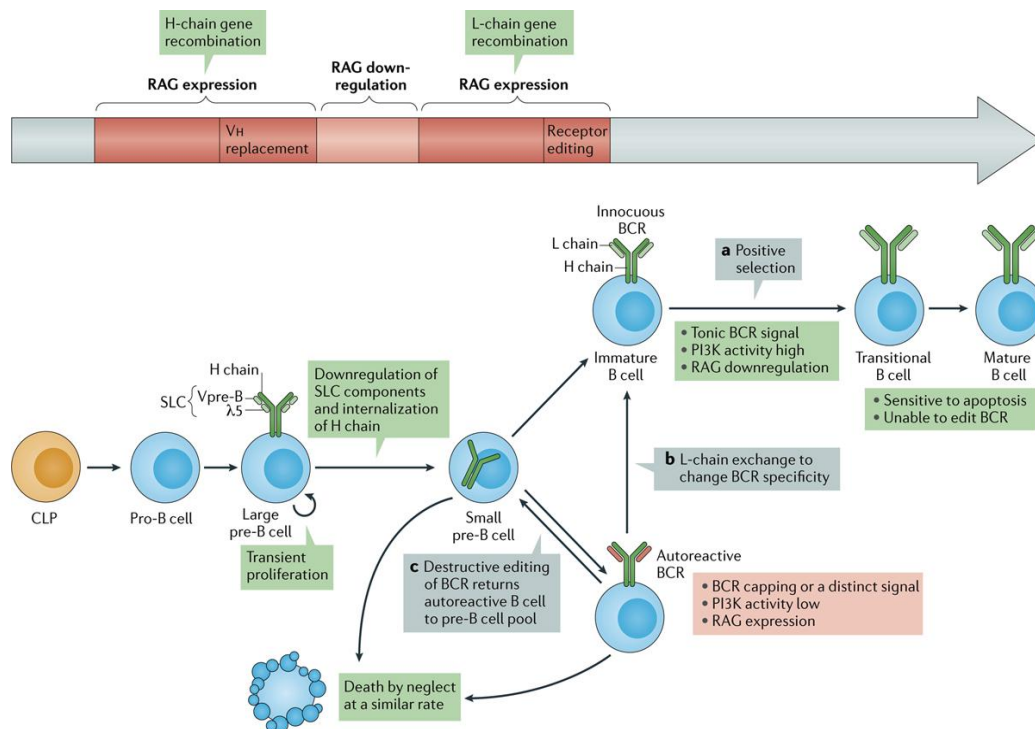 H-chain gene
recombination
L-chain gene
recombination
RAG expression
RAG down-
regulation
RAG expression
VH
replacement
Receptor
editing
Innocuous
BCR
L chain
H chain
Immature
B cell
a Positive
selection
• Tonic BCR signal
• PI3K activity high
• RAG downregulation
Transitional
B cell
Mature
B cell
• Sensitive to apoptosis
• Unable to edit BCR
H chain
SLC
Vpre-B
λ5
Downregulation of
SLC components
and internalization
of H chain
CLP
Pro-B cell
Large
pre-B cell
Transient
proliferation
Small
pre-B cell
b L-chain exchange to
change BCR specificity
c Destructive editing
of BCR returns
autoreactive B cell
to pre-B cell pool
Autoreactive
BCR
• BCR capping or a distinct signal
• PI3K activity low
• RAG expression
Death by neglect
at a similar rate